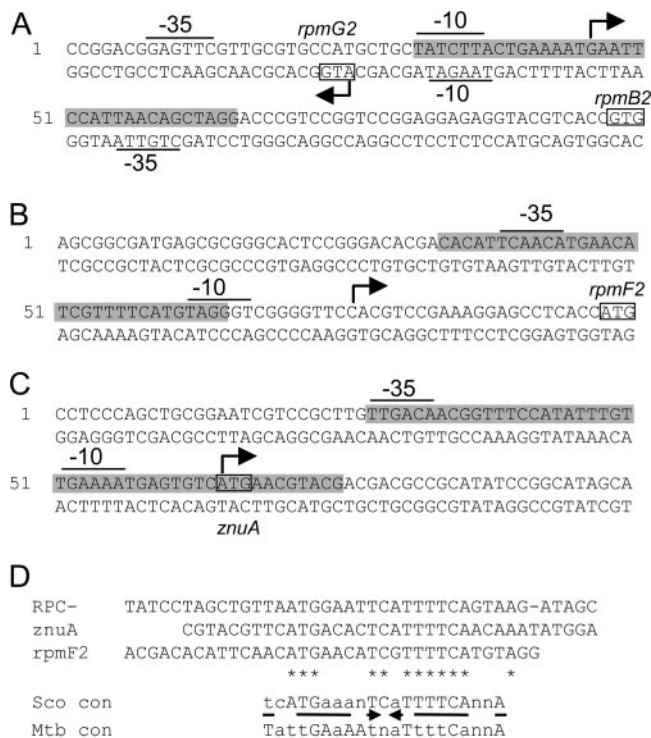 A
-35 rpmG2 -10
1 CCGGACGGAGTTCGTTGCGTGCCATGCTGCTATCTTACTGAAAATGAATT
GGCCTGCCTCAAGCAACGCACGGTACGACGATAGAATGACTTTTACTTAA
-10 rpmB2
51 CCATTAACAGCTAGGACCCGTCCGGTCCGGAGGAGAGGTACGTCACCGTG
GGTAATTGTCGATCCTGGGCAGGCCAGGCCTCCTCTCCATGCAGTGGCAC
-35
B
-35
1 AGCGGCGATGAGCGCGGGCACTCCGGGACACGACACATTCAACATGAACA
TCGCCGCTACTCGCGCCCGTGAGGCCCTGTGCTGTGTAAGTTGTACTTGT
-10 rpmF2
51 TCGTTTTCATGTAGGGTCGGGGTTCCACGTCCGAAAGGAGCCTCACCATG
AGCAAAAGTACATCCCAGCCCCAAGGTGCAGGCTTTCCTCGGAGTGGTAG
C
-35
1 CCTCCCAGCTGCGGAATCGTCCGCTTGTTGACAACGGTTTCCATATTTGT
GGAGGGTCGACGCCTTAGCAGGCGAACAACTGTTGCCAAAGGTATAAACA
-10
51 TGAAAATGAGTGTCATGAACGTACGACGACGCCGCATATCCGGCATAGCA
ACTTTTACTCACAGTACTTGCATGCTGCTGCGGCGTATAGGCCGTATCGT
znuA
D
RPC- TATCCTAGCTGTTAATGGAATTCATTTTCAGTAAG-ATAGC
znuA CGTACGTTCATGACACTCATTTTCAACAAATATGGA
rpmF2 ACGACACATTCAACATGAACATCGTTTTCATGTAGG
*** ** ****** *
Sco con tcATGaaanTCaTTTTCAnnA
Mtb con TattGAaAAtnaTtttCannA